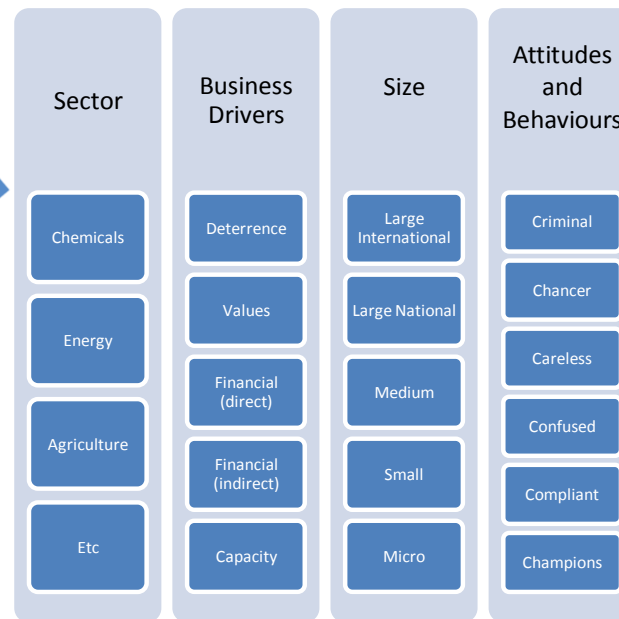 Sector
Chemicals
Energy
Agriculture
Etc
Business
Drivers
Deterrence
Values
Financial
(direct)
Financial
(indirect)
Capacity
Size
Large
International
Large National
Medium
Small
Micro
Attitudes
and
Behaviours
Criminal
Chancer
Careless
Confused
Compliant
Champions